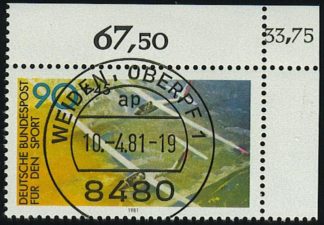 67,50
33,75
90+45
DEUTSCHE BUNDESPOST
FÜR DEN SPORT
WEIDEN, OBERPF 1
ap
10.-4.81-19
8480
1981